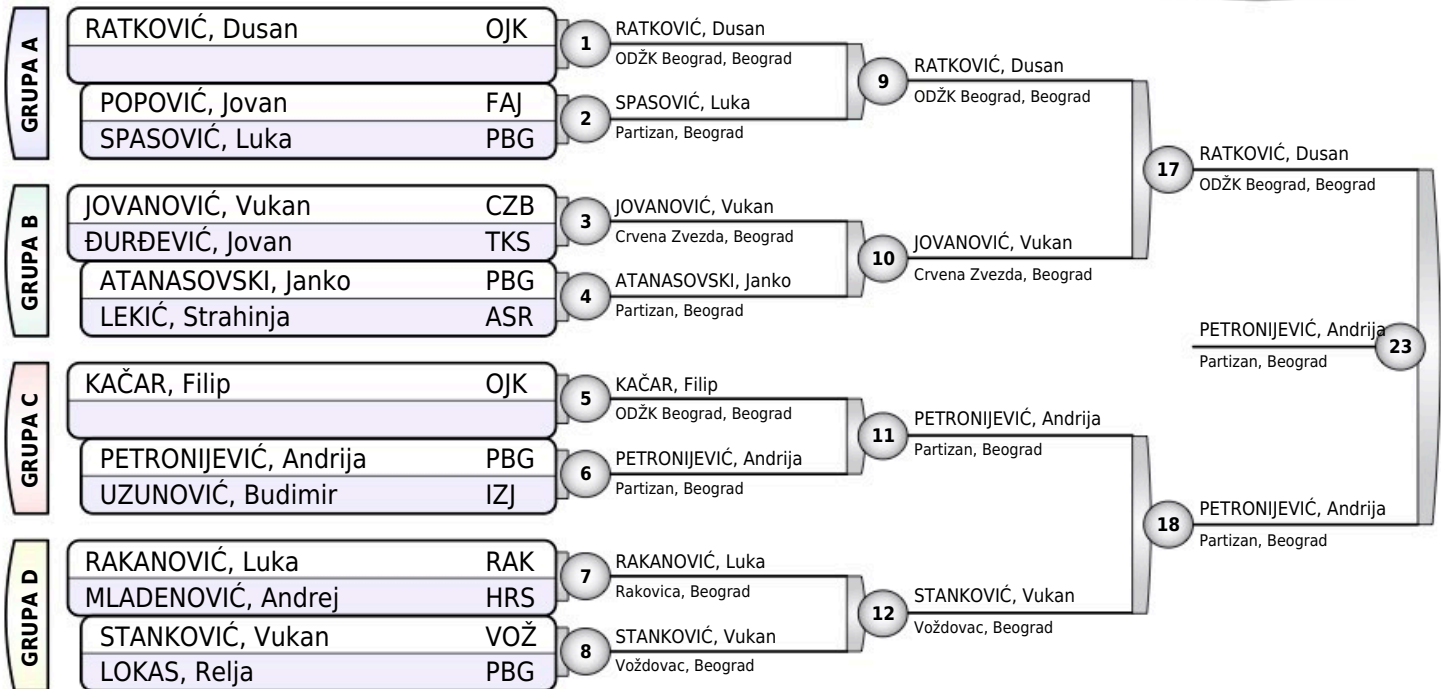 GRUPA A
RATKOVIĆ, Dusan OJK
POPOVIĆ, Jovan FAJ
SPASOVIĆ, Luka PBG
GRUPA B
JOVANOVIĆ, Vukan CZB
ĐURĐEVIĆ, Jovan TKS
ATANASOVSKI, Janko PBG
LEKIĆ, Strahinja ASR
GRUPA C
KAČAR, Filip OJK
PETRONIJEVIĆ, Andrija PBG
UZUNOVIĆ, Budimir IZJ
GRUPA D
RAKANOVIĆ, Luka RAK
MLADENOVIĆ, Andrej HRS
STANKOVIĆ, Vukan VOŽ
LOKAS, Relja PBG
1
RATKOVIĆ, Dusan
ODŽK Beograd, Beograd
2
SPASOVIĆ, Luka
Partizan, Beograd
3
JOVANOVIĆ, Vukan
Crvena Zvezda, Beograd
4
ATANASOVSKI, Janko
Partizan, Beograd
5
KAČAR, Filip
ODŽK Beograd, Beograd
6
PETRONIJEVIĆ, Andrija
Partizan, Beograd
7
RAKANOVIĆ, Luka
Rakovica, Beograd
8
STANKOVIĆ, Vukan
Voždovac, Beograd
9
RATKOVIĆ, Dusan
ODŽK Beograd, Beograd
10
JOVANOVIĆ, Vukan
Crvena Zvezda, Beograd
11
PETRONIJEVIĆ, Andrija
Partizan, Beograd
12
STANKOVIĆ, Vukan
Voždovac, Beograd
17
RATKOVIĆ, Dusan
ODŽK Beograd, Beograd
18
PETRONIJEVIĆ, Andrija
Partizan, Beograd
PETRONIJEVIĆ, Andrija
23
Partizan, Beograd